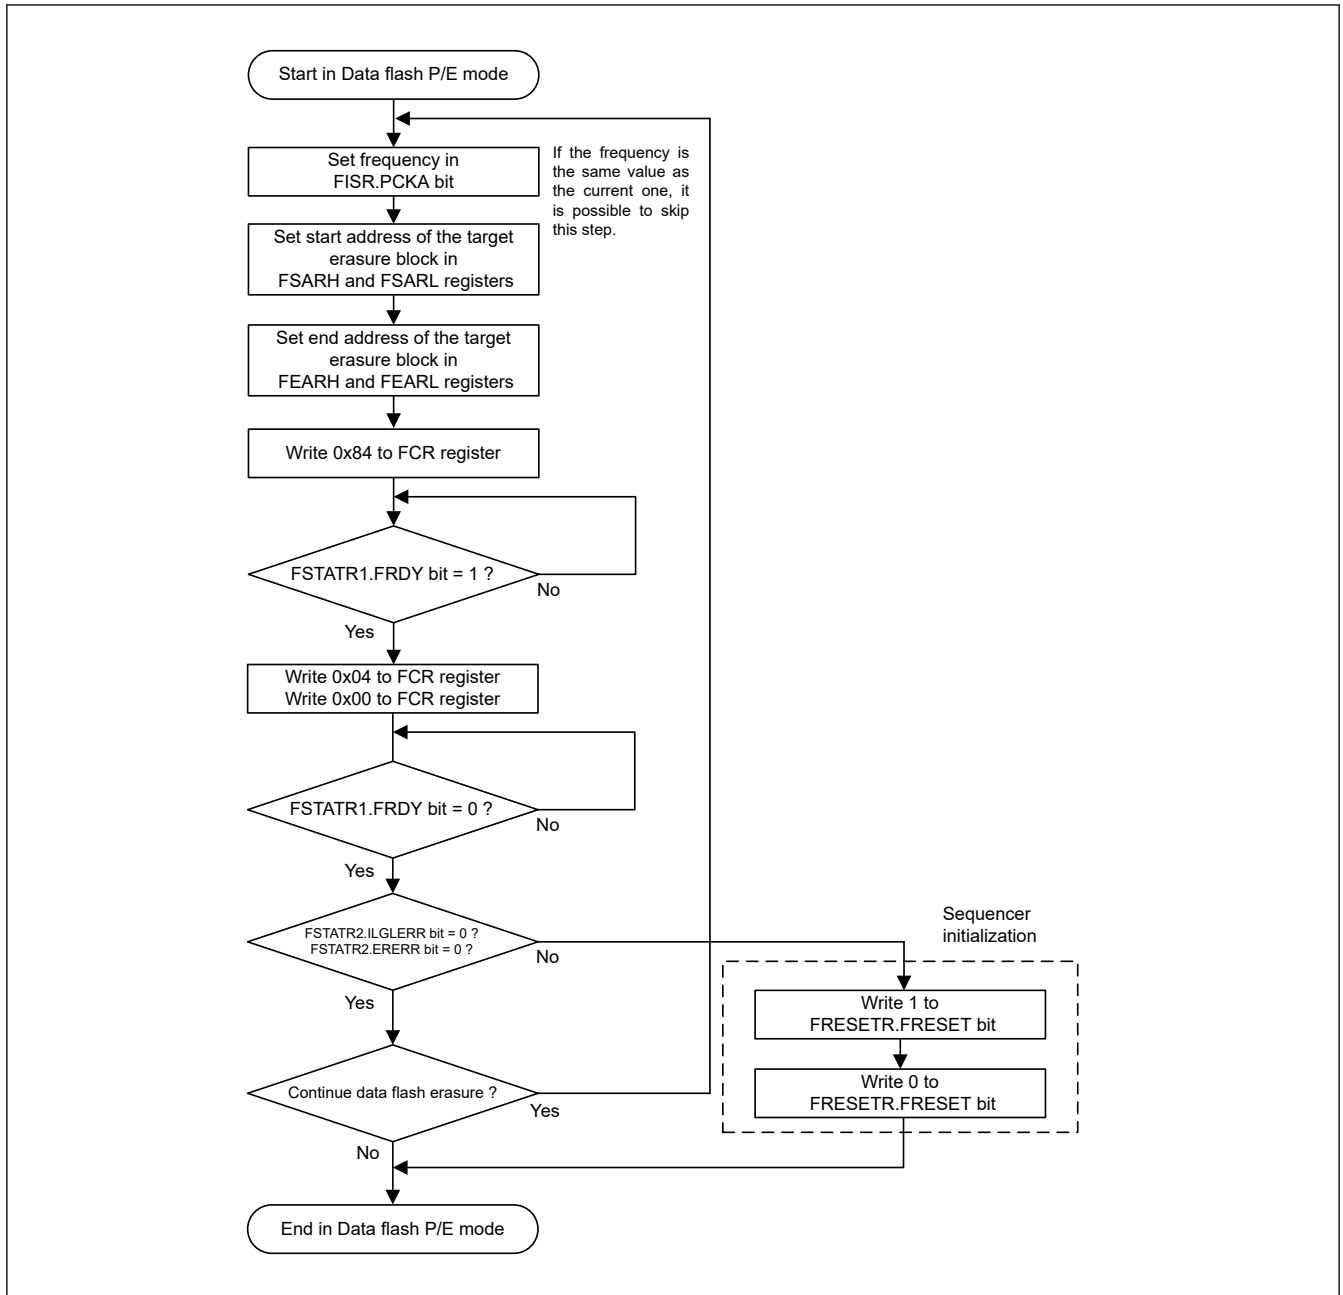 Start in Data flash P/E mode
Set frequency in
FISR.PCKA bit
If the frequency is
the same value as
the current one, it
is possible to skip
this step.
Set start address of the target
erasure block in
FSARH and FSARL registers
Set end address of the target
erasure block in
FEARH and FEARL registers
Write 0x84 to FCR register
FSTATR1.FRDY bit = 1 ?
No
Yes
Write 0x04 to FCR register
Write 0x00 to FCR register
FSTATR1.FRDY bit = 0 ?
No
Yes
FSTATR2.ILGLERR bit = 0 ?
FSTATR2.ERERR bit = 0 ?
No
Yes
Sequencer
initialization
Write 1 to
FRESETR.FRESET bit
Write 0 to
FRESETR.FRESET bit
Continue data flash erasure ?
Yes
No
End in Data flash P/E mode